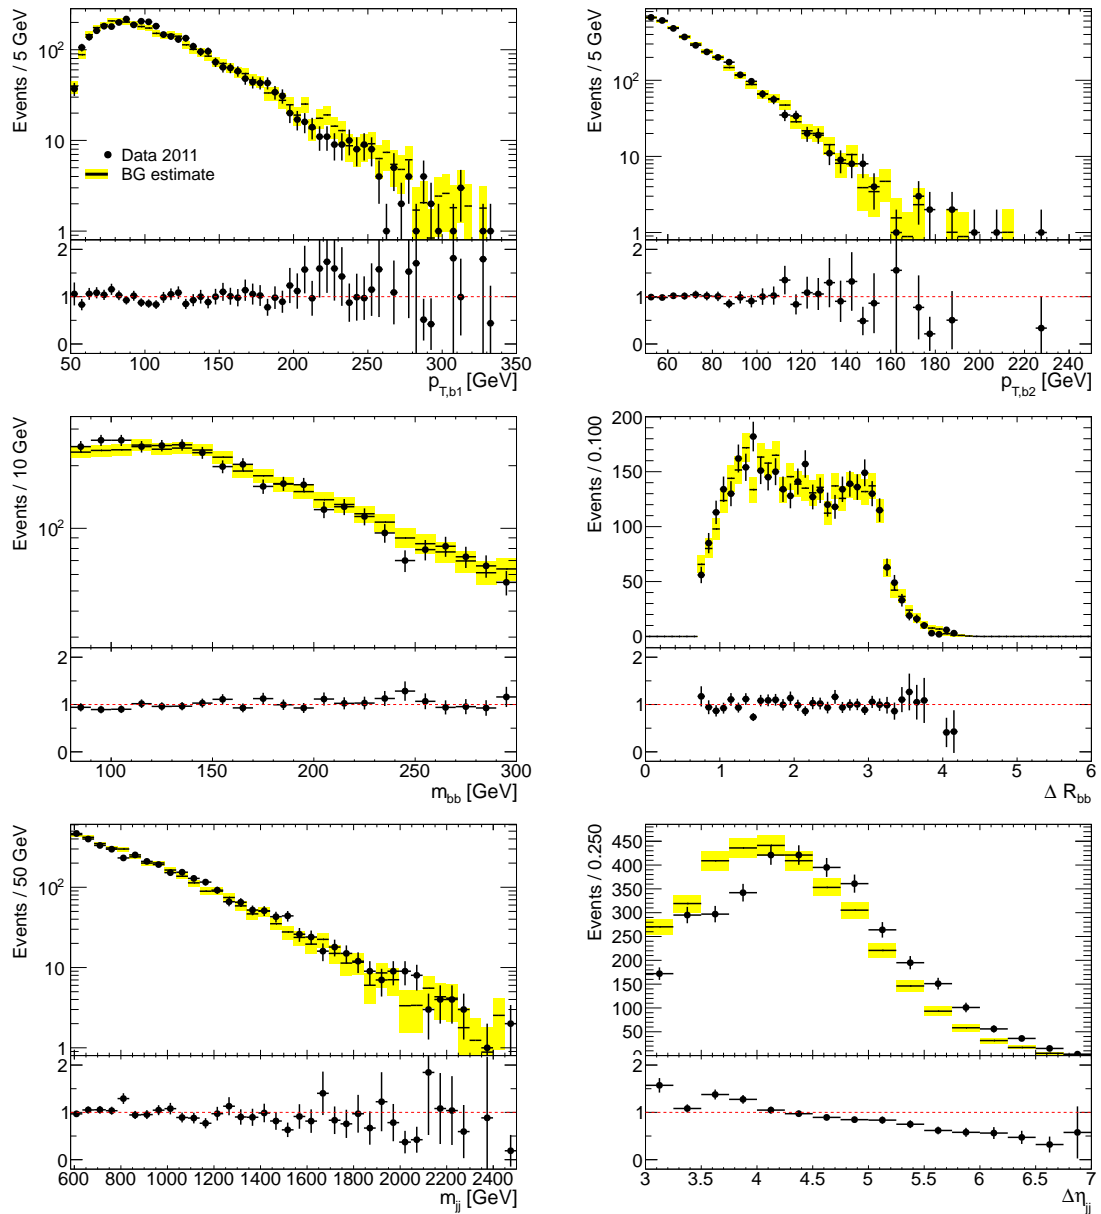 Events / 5 GeV
10²
10
1
Data 2011
BG estimate
2
1
0
50 100 150 200 250 300 350
p_T,b1 [GeV]
Events / 5 GeV
10²
10
1
2
1
0
60 80 100 120 140 160 180 200 220 240
p_T,b2 [GeV]
Events / 10 GeV
10²
2
1
0
100 150 200 250 300
m_bb [GeV]
Events / 0.100
200
150
100
50
0
2
1
0
0 1 2 3 4 5 6
Δ R_bb
Events / 50 GeV
10²
10
1
2
1
0
600 800 1000 1200 1400 1600 1800 2000 2200 2400
m_jj [GeV]
Events / 0.250
450
400
350
300
250
200
150
100
50
0
2
1
0
3 3.5 4 4.5 5 5.5 6 6.5 7
Δη_jj